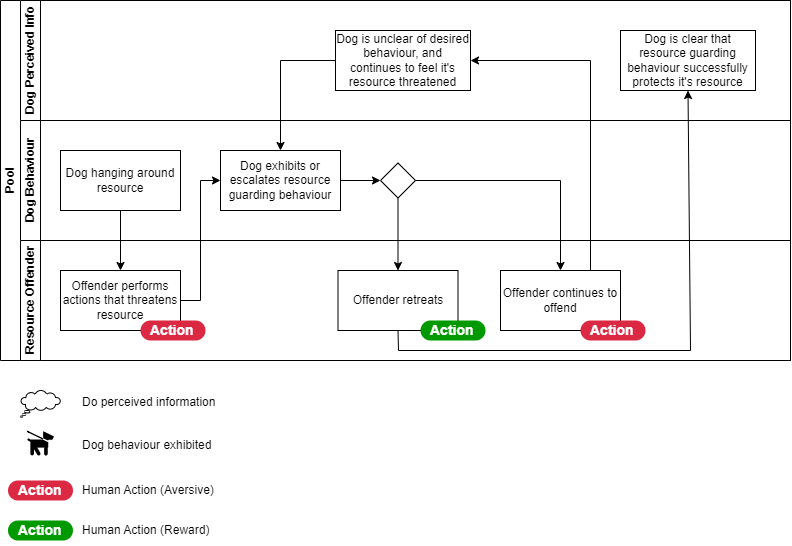 Pool
Dog Perceived Info
Dog is unclear of desired
behaviour, and
continues to feel it's
resource threatened
Dog is clear that
resource guarding
behaviour successfully
protects it's resource
Dog Behaviour
Dog hanging around
resource
Dog exhibits or
escalates resource
guarding behaviour
Resource Offender
Offender performs
actions that threatens
resource
Action
Offender retreats
Action
Offender continues to
offend
Action
Do perceived information
Dog behaviour exhibited
Action Human Action (Aversive)
Action Human Action (Reward)